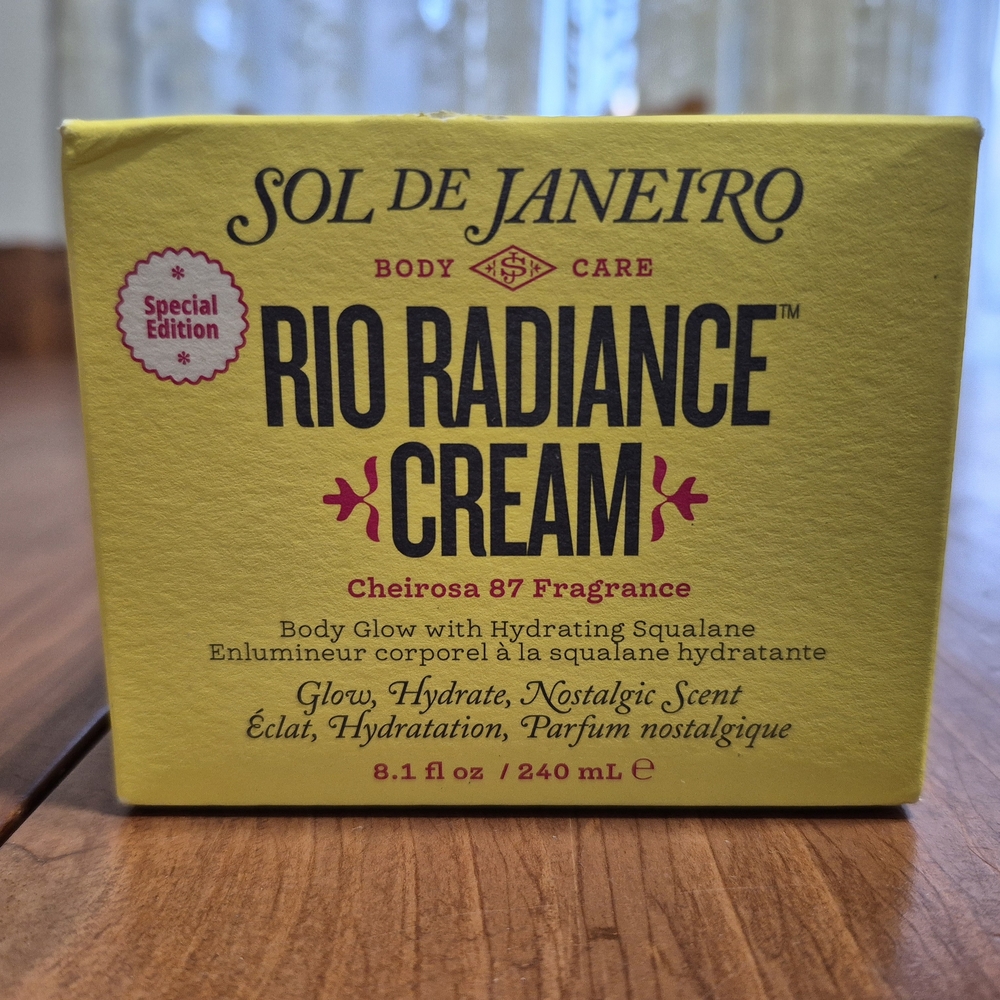 SOL DE JANEIRO
BODY SJ CARE
Special
Edition
RIO RADIANCE™
CREAM
Cheirosa 87 Fragrance
Body Glow with Hydrating Squalane
Enlumineur corporel à la squalane hydratante
Glow, Hydrate, Nostalgic Scent
Éclat, Hydratation, Parfum nostalgique
8.1 fl oz / 240 mL ℮